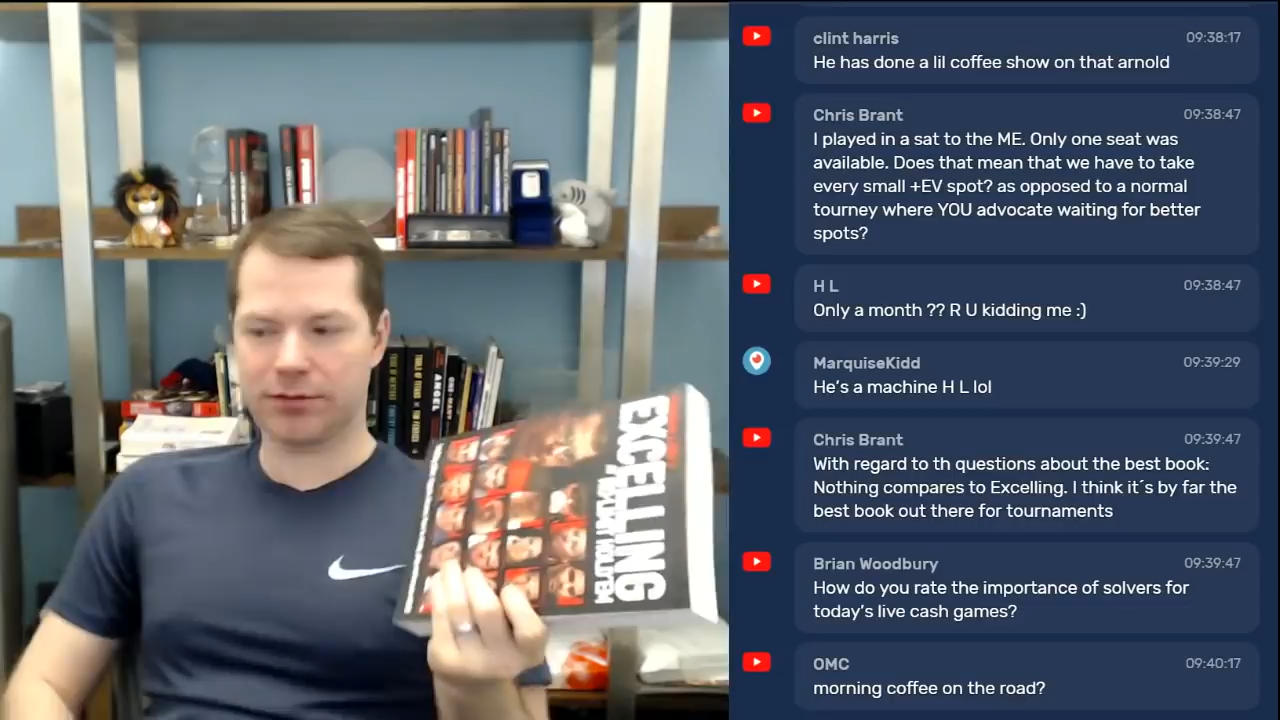 clint harris
09:38:17
He has done a lil coffee show on that arnold
Chris Brant
09:38:47
I played in a sat to the ME. Only one seat was
available. Does that mean that we have to take
every small +EV spot? as opposed to a normal
tourney where YOU advocate waiting for better
spots?
H L
09:38:47
Only a month ?? R U kidding me :)
MarquiseKidd
09:39:29
He's a machine H L lol
Chris Brant
09:39:47
With regard to th questions about the best book:
Nothing compares to Excelling. I think it´s by far the
best book out there for tournaments
Brian Woodbury
09:39:47
How do you rate the importance of solvers for
today's live cash games?
OMC
09:40:17
morning coffee on the road?
EXCELLING
HOLD'EM
ANGEL